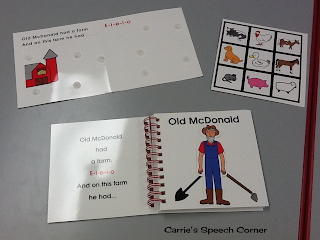 E-i-e-i-o
Old McDonald had a farm
And on this farm he had...
Old McDonald
had
a farm.
E-i-e-i-o
And on this farm
he had...
Old McDonald
Carrie's Speech Corner